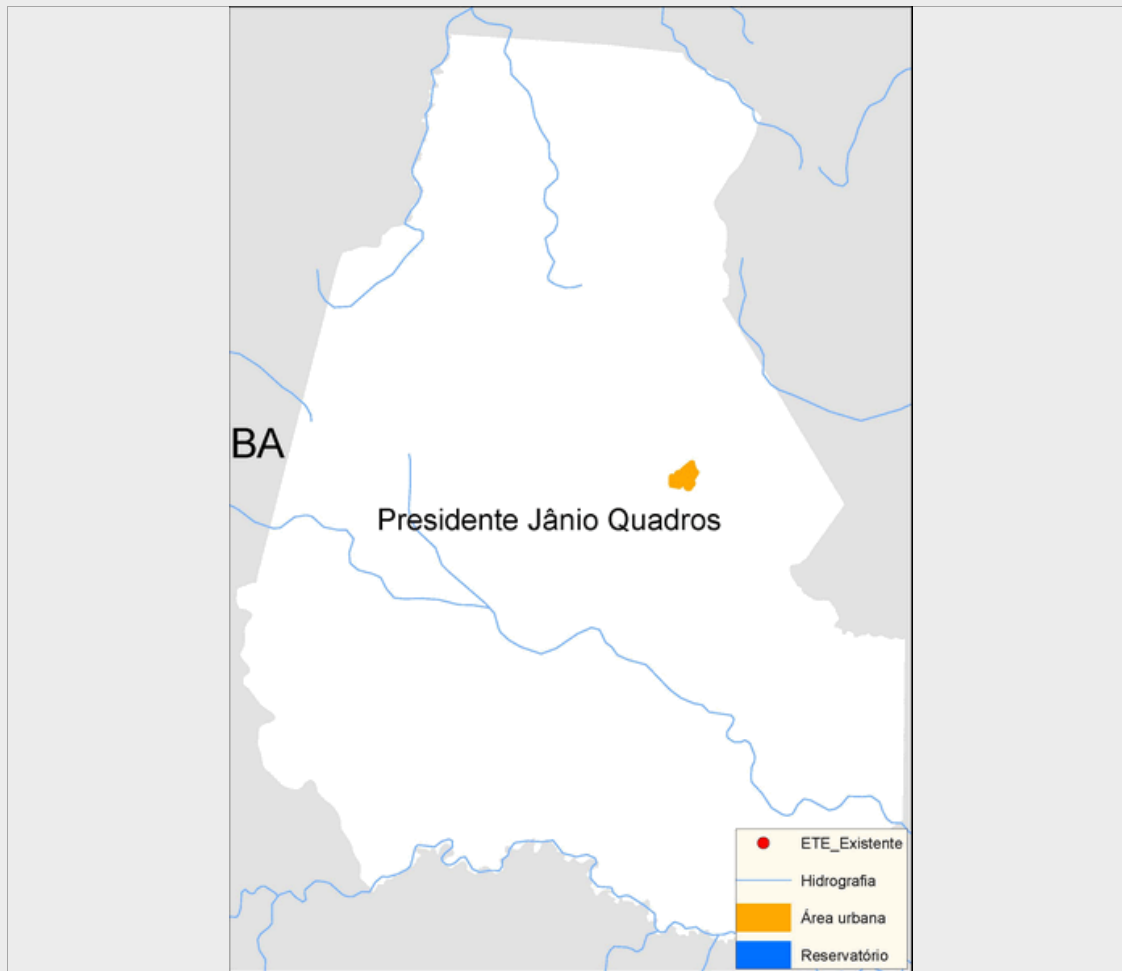 BA
Presidente Jânio Quadros
ETE_Existente
Hidrografia
Área urbana
Reservatório